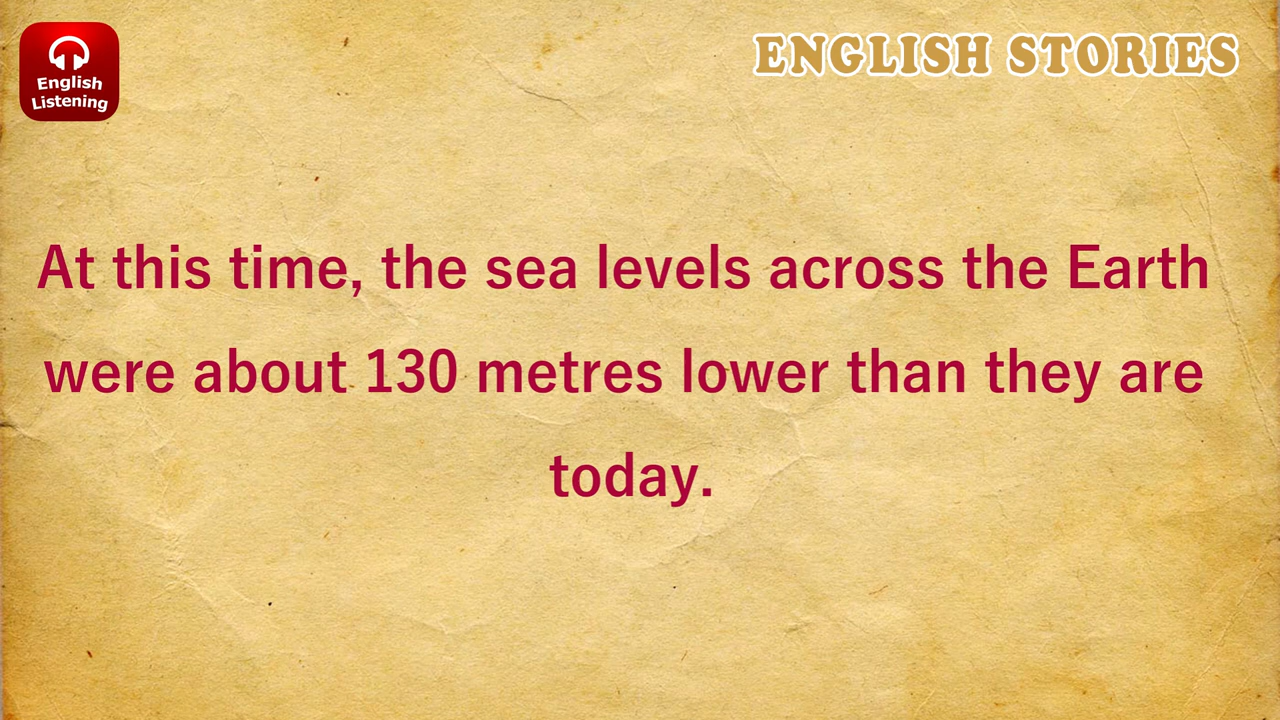 English
Listening
ENGLISH STORIES
At this time, the sea levels across the Earth
were about 130 metres lower than they are
today.